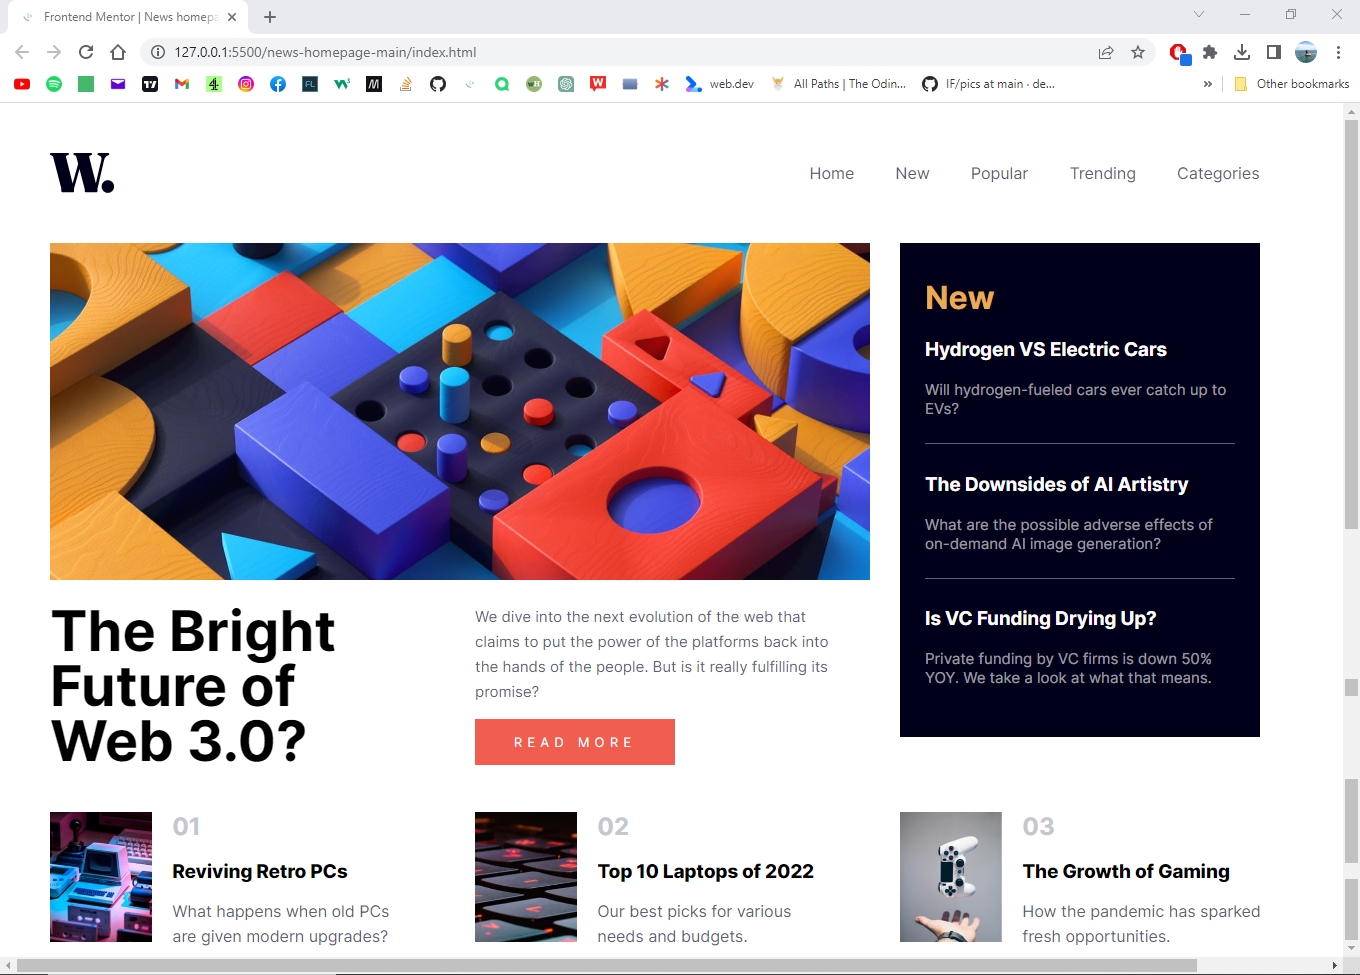 Frontend Mentor | News homepa
127.0.0.1:5500/news-homepage-main/index.html
web.dev
All Paths | The Odin...
IF/pics at main · de...
»
Other bookmarks
W.
Home
New
Popular
Trending
Categories
New
Hydrogen VS Electric Cars
Will hydrogen-fueled cars ever catch up to
EVs?
The Downsides of AI Artistry
What are the possible adverse effects of
on-demand AI image generation?
Is VC Funding Drying Up?
Private funding by VC firms is down 50%
YOY. We take a look at what that means.
The Bright
Future of
Web 3.0?
We dive into the next evolution of the web that
claims to put the power of the platforms back into
the hands of the people. But is it really fulfilling its
promise?
READ MORE
01
Reviving Retro PCs
What happens when old PCs
are given modern upgrades?
02
Top 10 Laptops of 2022
Our best picks for various
needs and budgets.
03
The Growth of Gaming
How the pandemic has sparked
fresh opportunities.